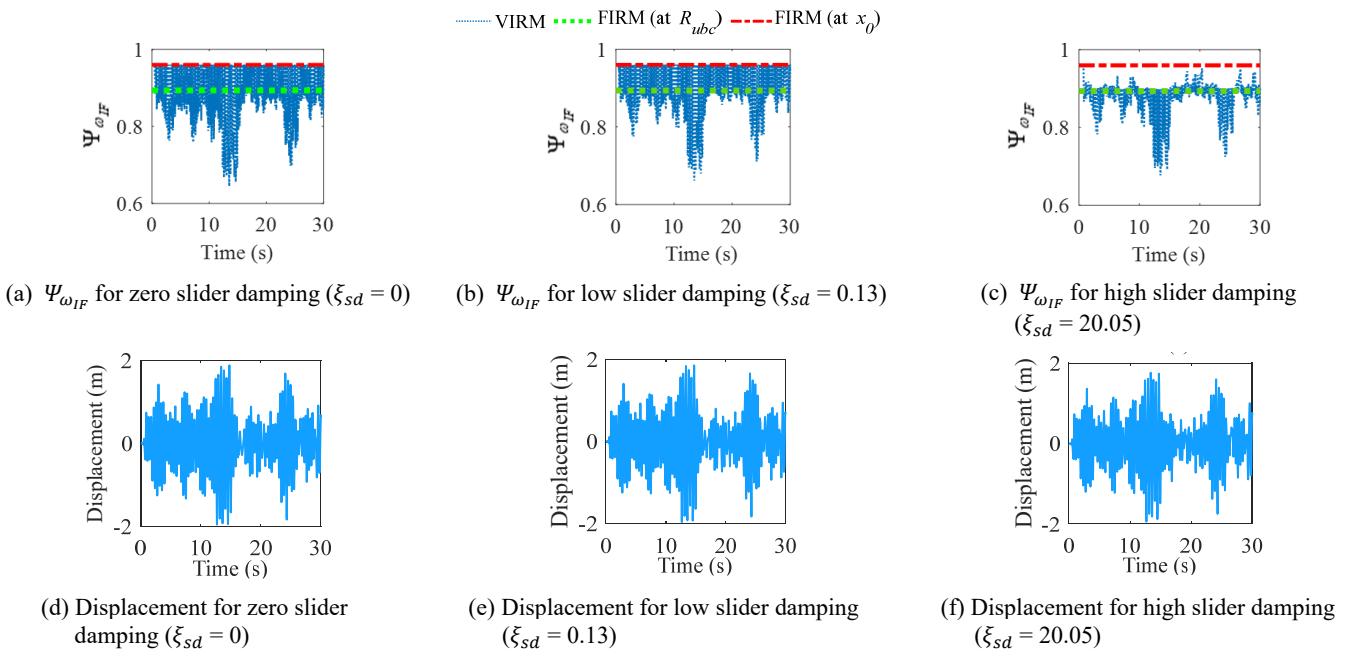 VIRM FIRM (at R_ubc) FIRM (at x_0)
1
0.8
0.6
Ψ_ω_IF
0 10 20 30
Time (s)
1
0.8
0.6
Ψ_ω_IF
0 10 20 30
Time (s)
1
0.8
0.6
Ψ_ω_IF
0 10 20 30
Time (s)
(a) Ψ_ω_IF for zero slider damping (ξ_sd = 0)
(b) Ψ_ω_IF for low slider damping (ξ_sd = 0.13)
(c) Ψ_ω_IF for high slider damping
(ξ_sd = 20.05)
2
0
-2
Displacement (m)
0 10 20 30
Time (s)
2
0
-2
Displacement (m)
0 10 20 30
Time (s)
2
0
-2
Displacement (m)
0 10 20 30
Time (s)
(d) Displacement for zero slider
damping (ξ_sd = 0)
(e) Displacement for low slider damping
(ξ_sd = 0.13)
(f) Displacement for high slider damping
(ξ_sd = 20.05)